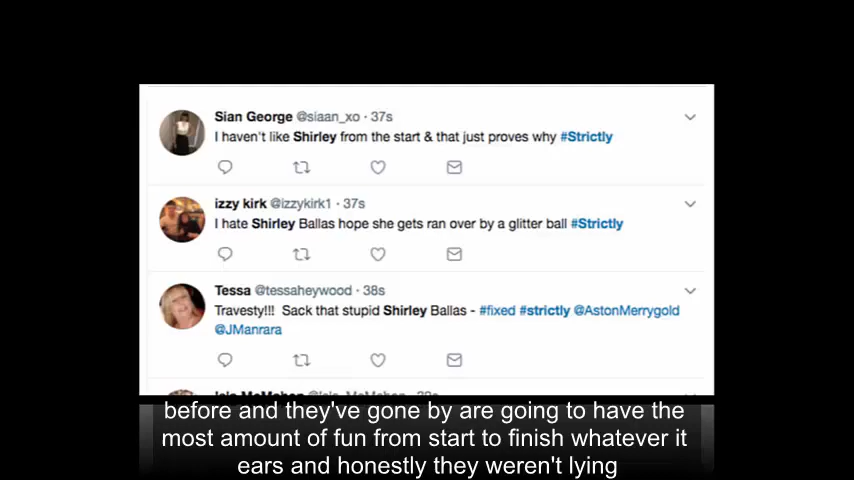 Sian George @siaan_xo · 37s
I haven't like Shirley from the start & that just proves why #Strictly
izzy kirk @izzykirk1 · 37s
I hate Shirley Ballas hope she gets ran over by a glitter ball #Strictly
Tessa @tessaheywood · 38s
Travesty!!! Sack that stupid Shirley Ballas - #fixed #strictly @AstonMerrygold
@JManrara
before and they've gone by are going to have the
most amount of fun from start to finish whatever it
ears and honestly they weren't lying